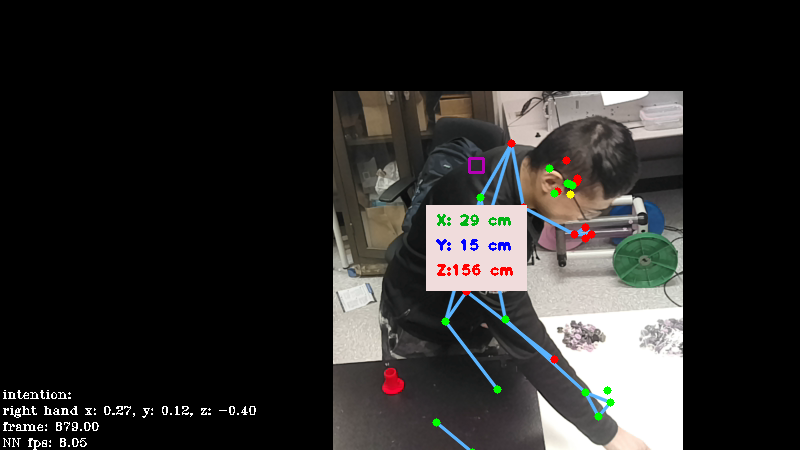 X: 29 cm
Y: 15 cm
Z:156 cm
intention:
right hand x: 0.27, y: 0.12, z: -0.40
frame: 879.00
NN fps: 8.05